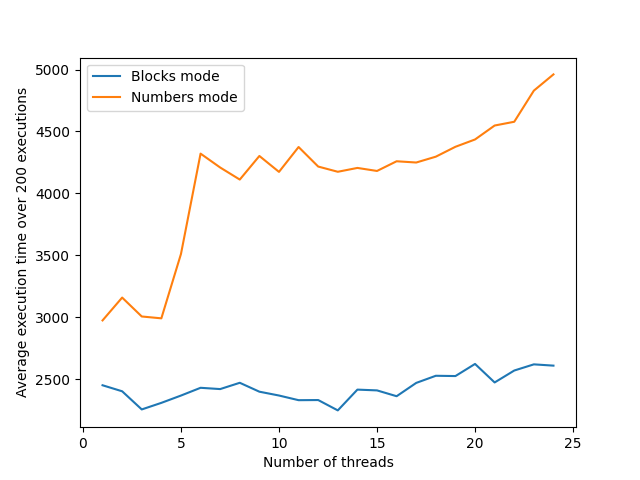 Blocks mode
Numbers mode
Average execution time over 200 executions
5000
4500
4000
3500
3000
2500
0 5 10 15 20 25
Number of threads